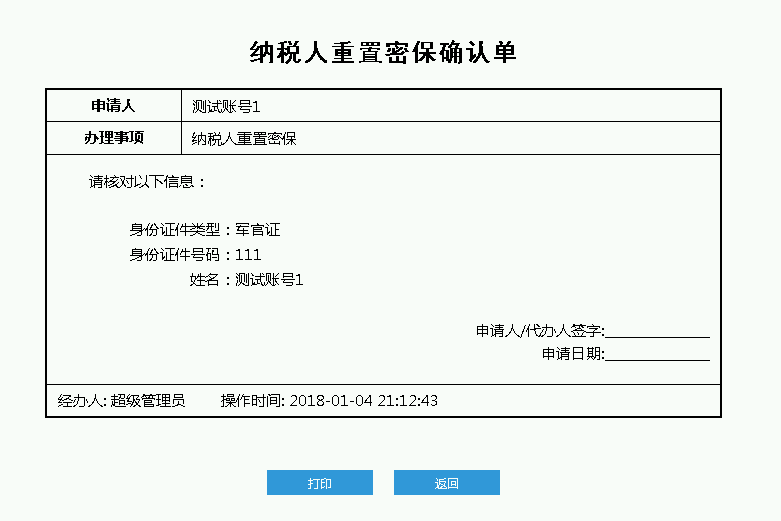 纳税人重置密保确认单
申请人 测试账号1
办理事项 纳税人重置密保
请核对以下信息：
身份证件类型：军官证
身份证件号码：111
姓名：测试账号1
申请人/代办人签字:______________
申请日期:______________
经办人: 超级管理员 操作时间: 2018-01-04 21:12:43
打印 返回